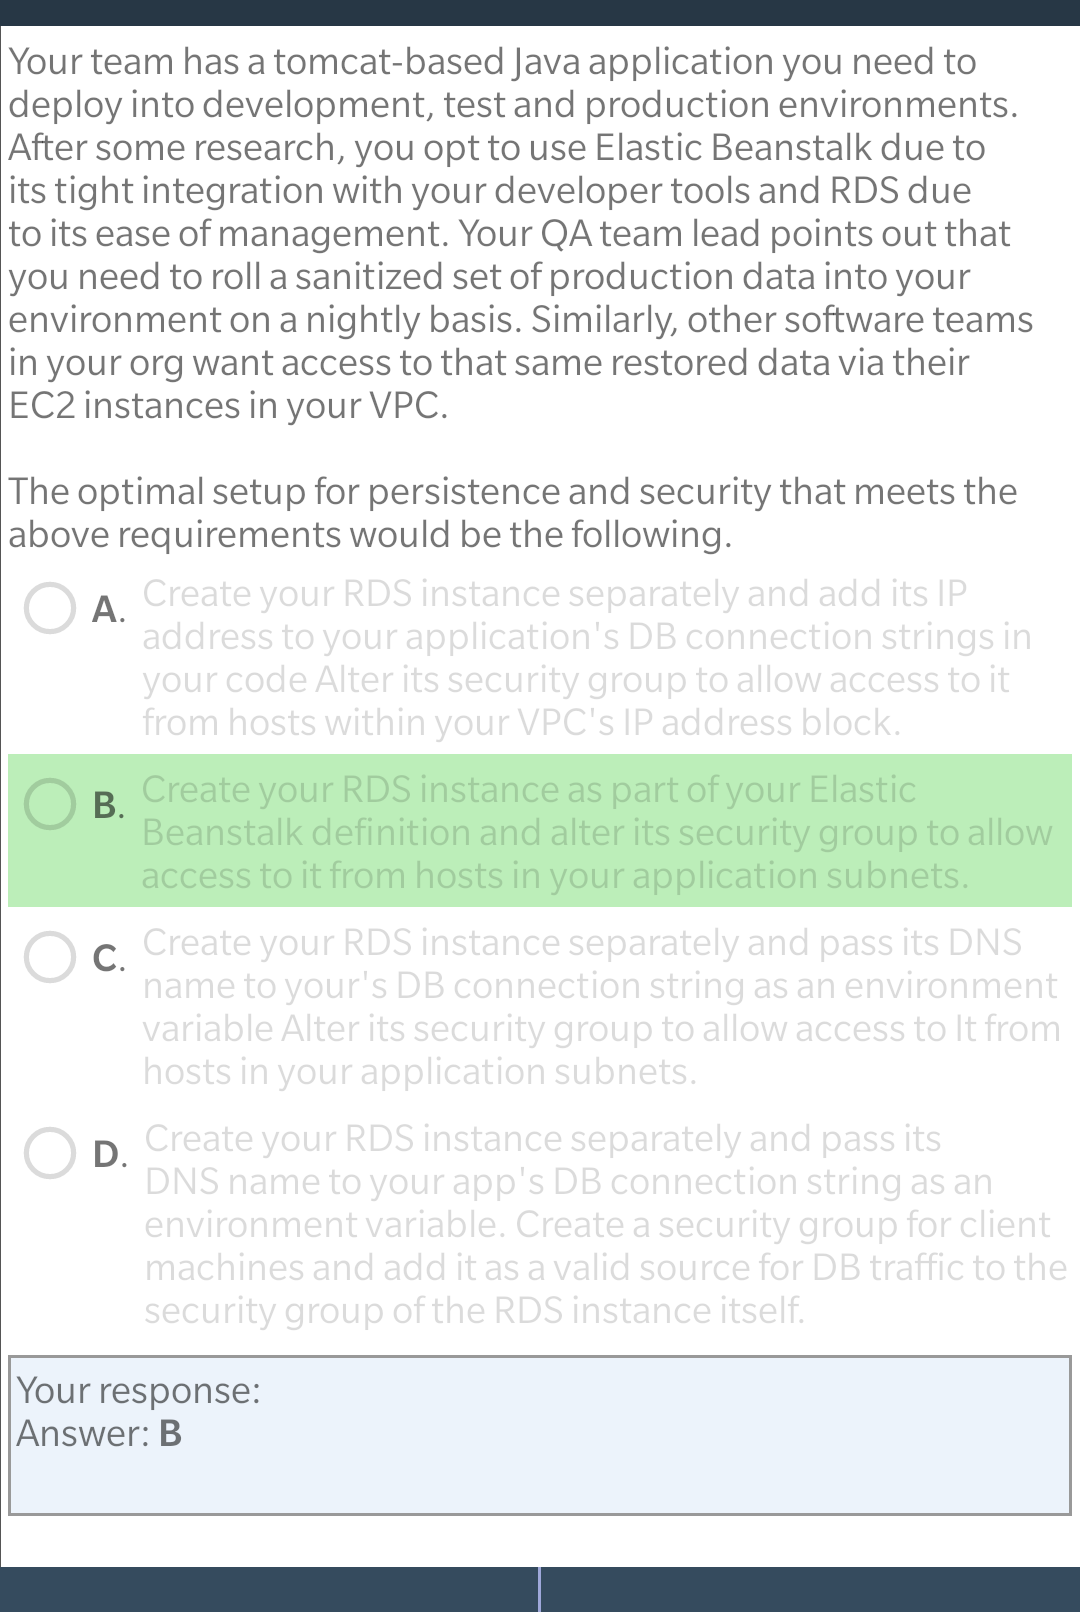 Your team has a tomcat-based Java application you need to
deploy into development, test and production environments.
After some research, you opt to use Elastic Beanstalk due to
its tight integration with your developer tools and RDS due
to its ease of management. Your QA team lead points out that
you need to roll a sanitized set of production data into your
environment on a nightly basis. Similarly, other software teams
in your org want access to that same restored data via their
EC2 instances in your VPC.
The optimal setup for persistence and security that meets the
above requirements would be the following.
A. Create your RDS instance separately and add its IP
address to your application's DB connection strings in
your code Alter its security group to allow access to it
from hosts within your VPC's IP address block.
B. Create your RDS instance as part of your Elastic
Beanstalk definition and alter its security group to allow
access to it from hosts in your application subnets.
C. Create your RDS instance separately and pass its DNS
name to your's DB connection string as an environment
variable Alter its security group to allow access to It from
hosts in your application subnets.
D. Create your RDS instance separately and pass its
DNS name to your app's DB connection string as an
environment variable. Create a security group for client
machines and add it as a valid source for DB traffic to the
security group of the RDS instance itself.
Your response:
Answer: B